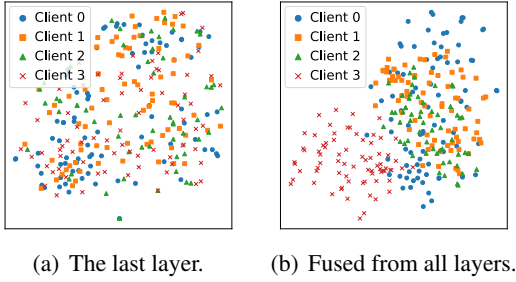 Client 0
Client 1
Client 2
Client 3
Client 0
Client 1
Client 2
Client 3
(a) The last layer.
(b) Fused from all layers.